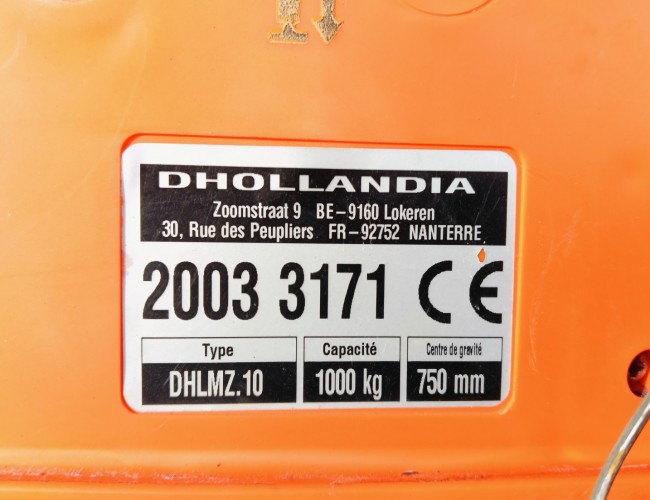 DHOLLANDIA
Zoomstraat 9 BE-9160 Lokeren
30, Rue des Peupliers FR-92752 NANTERRE
2003 3171 CE
Type Capacité Centre de gravité
DHLMZ.10 1000 kg 750 mm